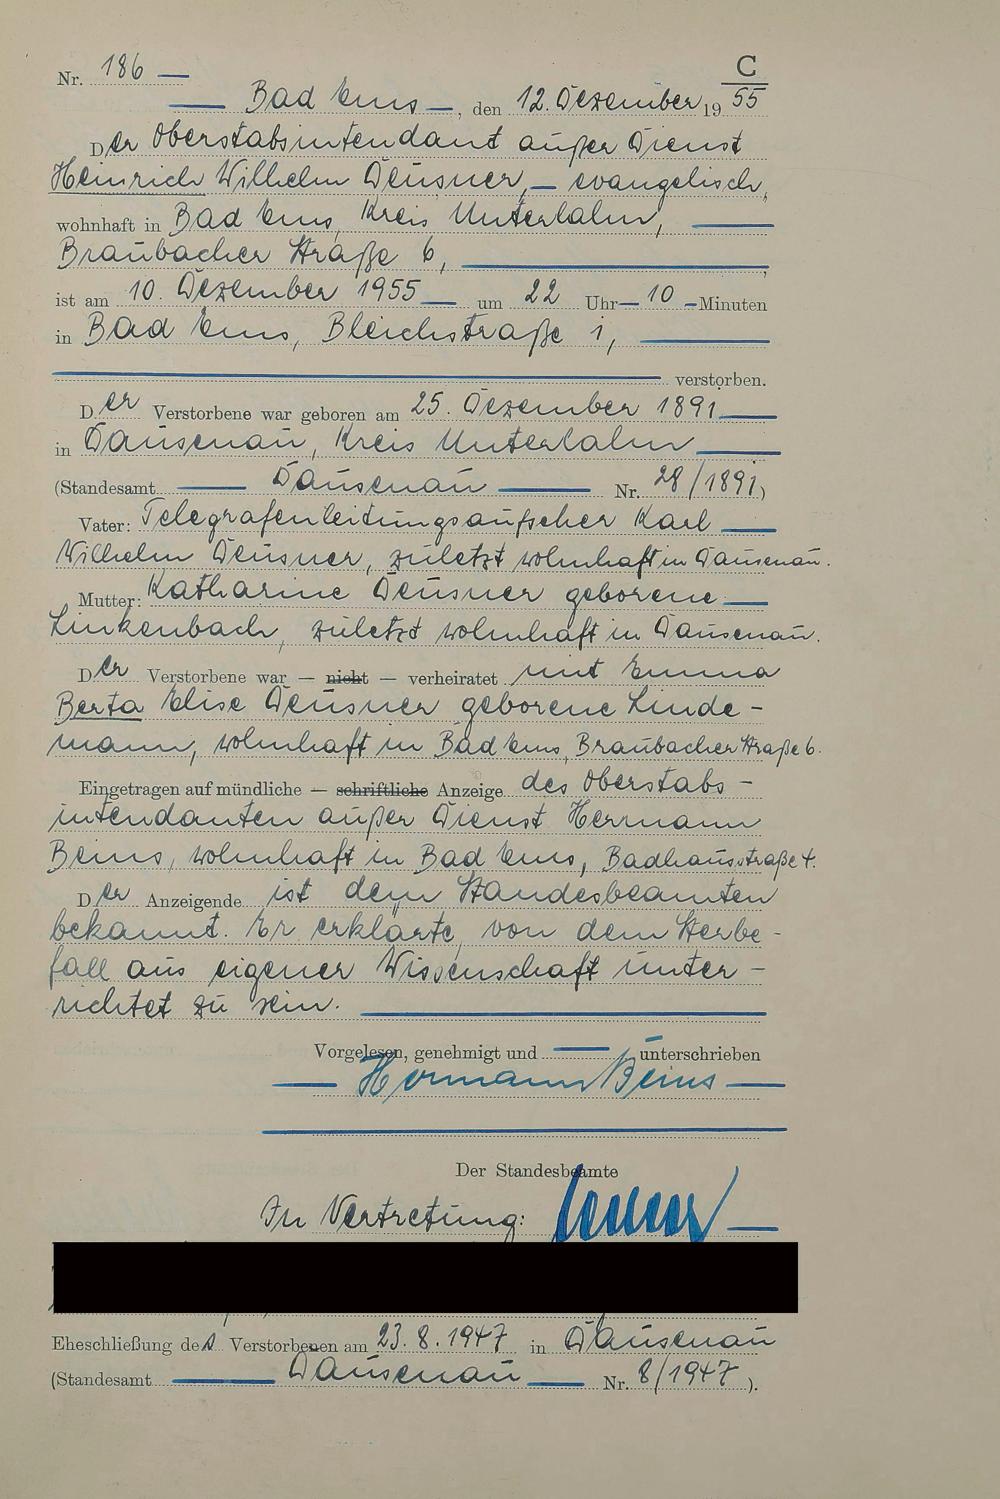 C
Nr. 186 —
— Bad Ems —, den 12. Dezember 19 55
Der Oberstabsintendant außer Dienst
Heinrich Wilhelm Deusner, — evangelisch,
wohnhaft in Bad Ems, Kreis Unterlahn, —
Braubacher Straße 6, —
ist am 10. Dezember 1955 — um 22 Uhr — 10 — Minuten
in Bad Ems, Bleichstraße 1, —
— verstorben.
Der Verstorbene war geboren am 25. Dezember 1891 —
in Dausenau, Kreis Unterlahn —
(Standesamt — Dausenau — Nr. 28/1891)
Vater: Telegrafenleitungsaufseher Karl —
Wilhelm Deusner, zuletzt wohnhaft in Dausenau.
Mutter: Katharine Deusner geborene —
Linkenbach, zuletzt wohnhaft in Dausenau.
Der Verstorbene war — nicht — verheiratet mit Emma
Berta Elise Deusner geborene Linde-
mann, wohnhaft in Bad Ems, Braubacher Straße 6.
Eingetragen auf mündliche — schriftliche Anzeige des Oberstabs-
intendanten außer Dienst Hermann
Beins, wohnhaft in Bad Ems, Badhausstraße 4.
Der Anzeigende ist dem Standesbeamten
bekannt. Er erklärte, von dem Sterbe-
fall aus eigener Wissenschaft unter-
richtet zu sein. —
Vorgelesen, genehmigt und — unterschrieben
— Hermann Beins —
Der Standesbeamte
In Vertretung: —
Eheschließung des Verstorbenen am 23.8.1947 in Dausenau
(Standesamt — Dausenau — Nr. 8/1947).